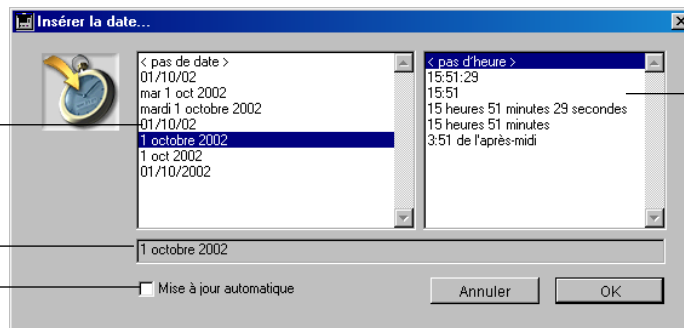 Insérer la date...
< pas de date >
01/10/02
mar 1 oct 2002
mardi 1 octobre 2002
01/10/02
1 octobre 2002
1 oct 2002
01/10/2002
< pas d'heure >
15:51:29
15:51
15 heures 51 minutes 29 secondes
15 heures 51 minutes
3:51 de l'après-midi
1 octobre 2002
Mise à jour automatique
Annuler
OK